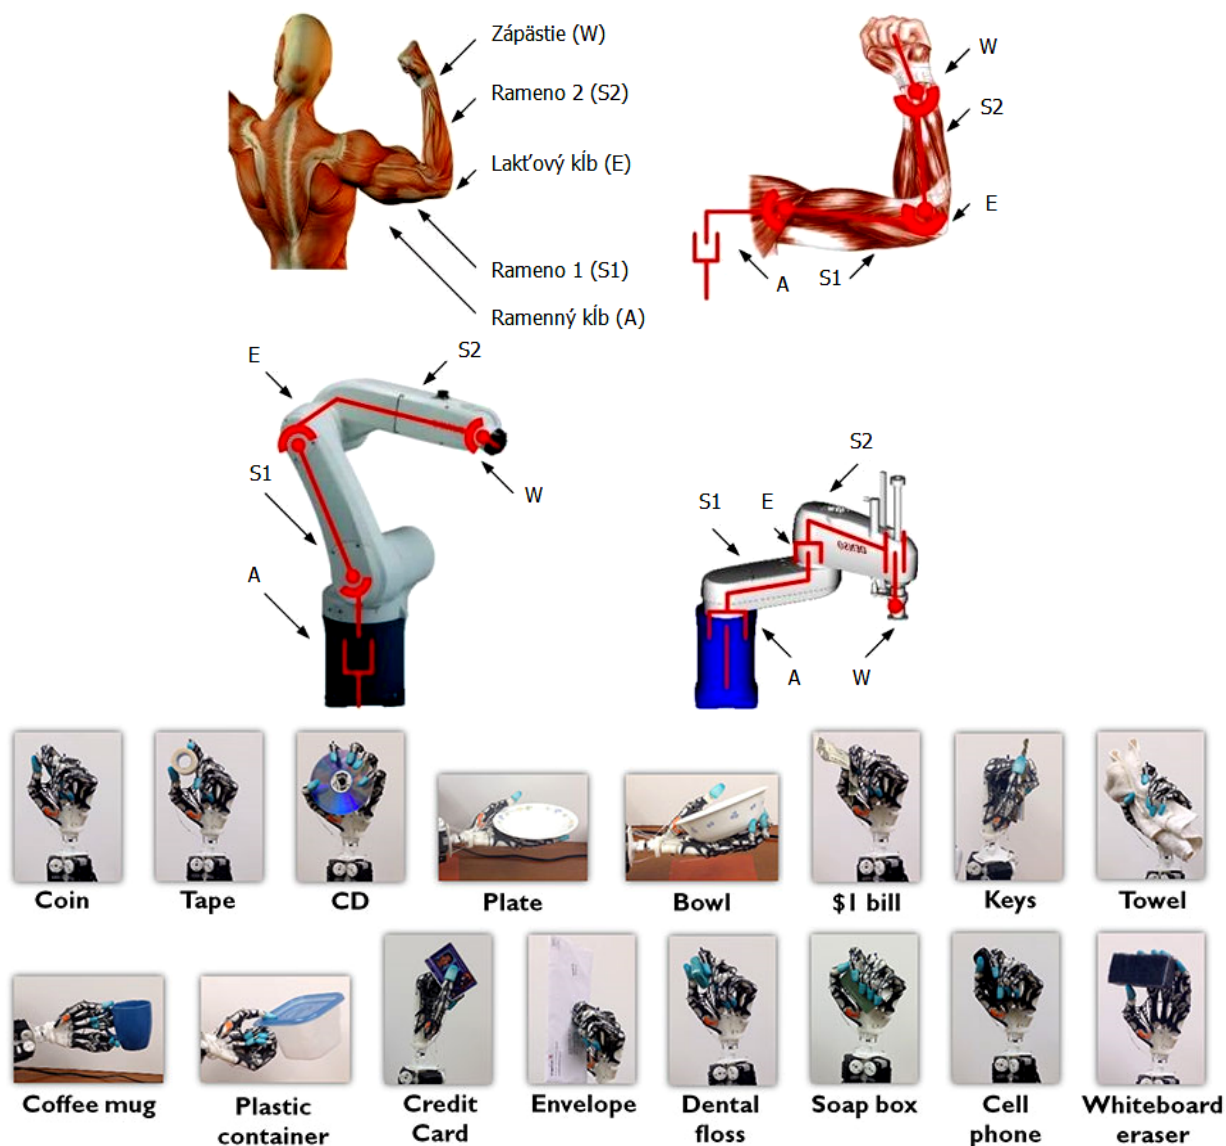 Zápästie (W)
Rameno 2 (S2)
Lakťový kĺb (E)
Rameno 1 (S1)
Ramenný kĺb (A)
W
S2
E
A
S1
E
S2
S1
W
A
S2
S1
E
DENSO
A
W
Coin
Tape
CD
Plate
Bowl
$1 bill
Keys
Towel
Coffee mug
Plastic
container
Credit
Card
Envelope
Dental
floss
Soap box
Cell
phone
Whiteboard
eraser